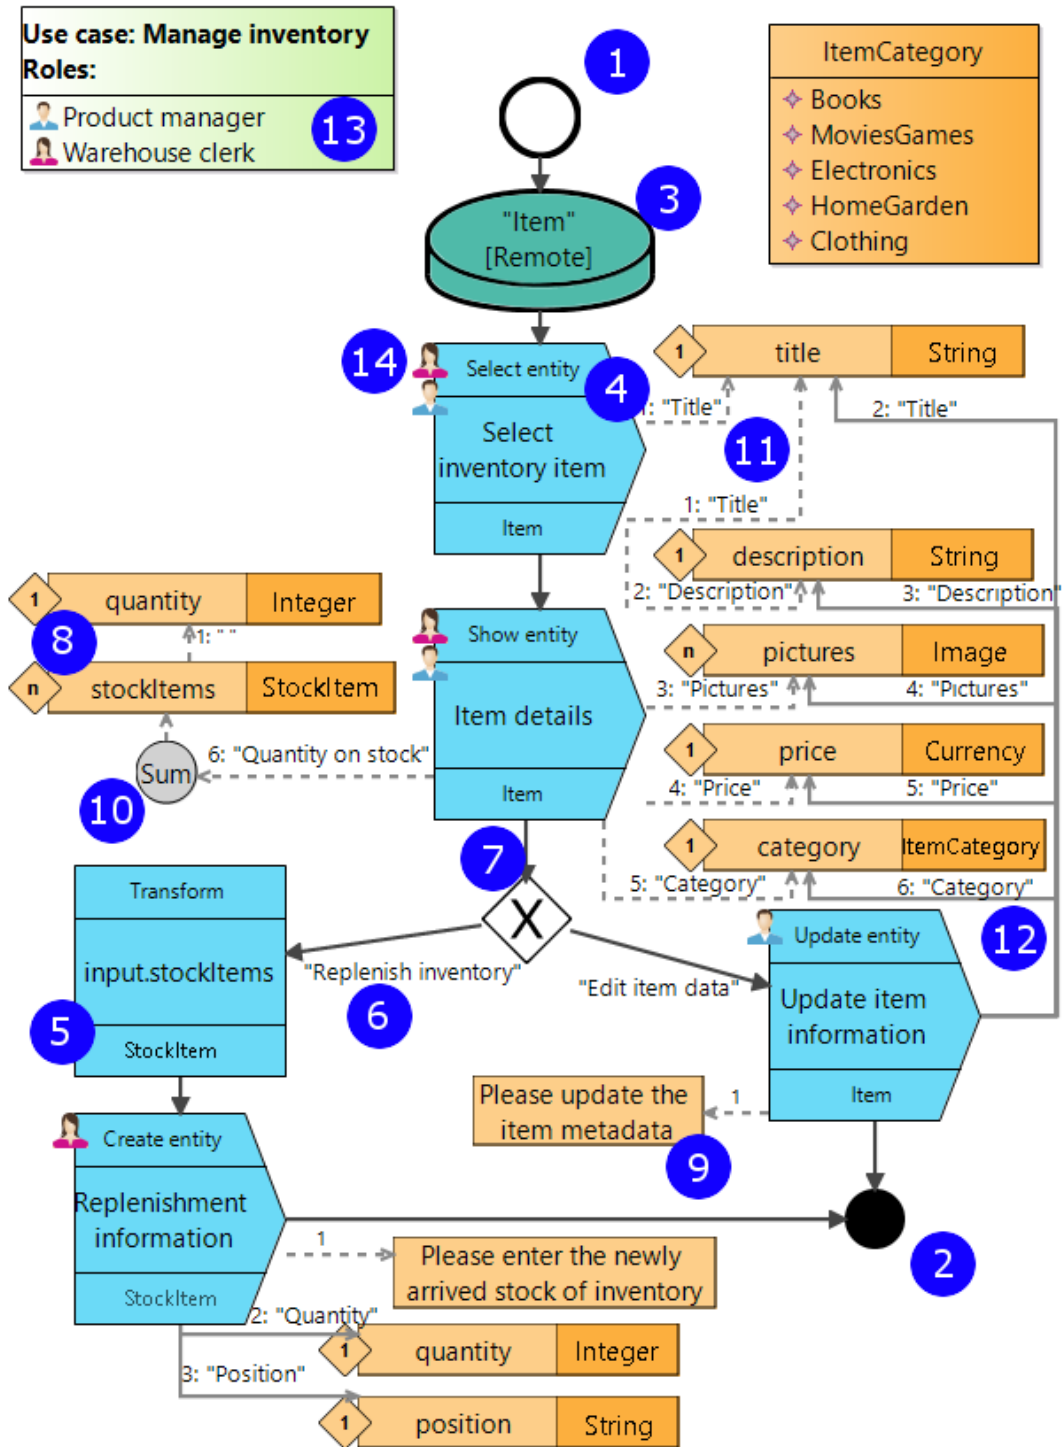 Use case: Manage inventory
Roles:
Product manager
Warehouse clerk
13
1
ItemCategory
Books
MoviesGames
Electronics
HomeGarden
Clothing
3
"Item"
[Remote]
14
Select entity
4
Select
inventory item
Item
1
title
String
1: "Title"
2: "Title"
11
1: "Title"
1
description
String
2: "Description"
3: "Description"
1
quantity
Integer
8
1: " "
n
stockItems
StockItem
Show entity
Item details
Item
n
pictures
Image
3: "Pictures"
4: "Pictures"
6: "Quantity on stock"
Sum
10
1
price
Currency
4: "Price"
5: "Price"
7
1
category
ItemCategory
5: "Category"
6: "Category"
X
Transform
input.stockItems
StockItem
5
"Replenish inventory"
6
"Edit item data"
12
Update entity
Update item
information
Item
Please update the
item metadata
1
9
Create entity
Replenishment
information
StockItem
1
Please enter the newly
arrived stock of inventory
2
2: "Quantity"
1
quantity
Integer
3: "Position"
1
position
String